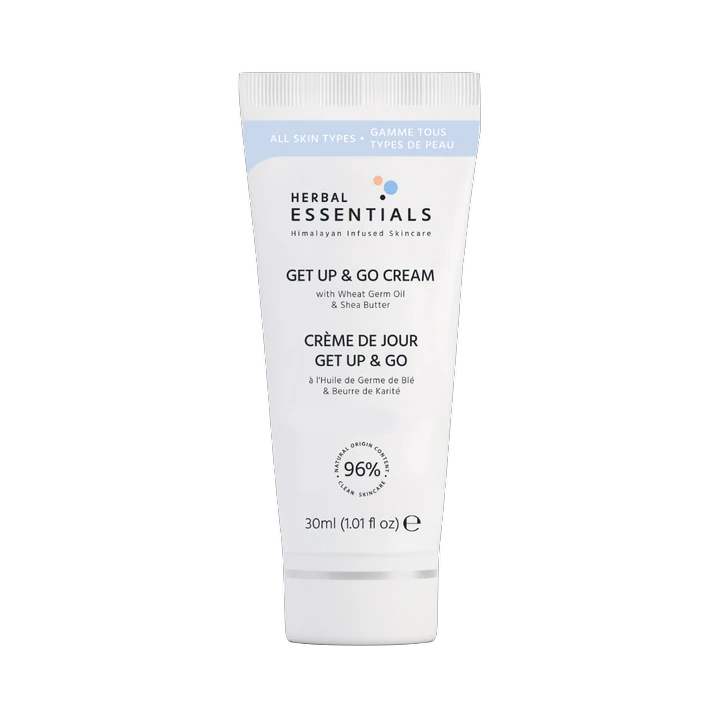 ALL SKIN TYPES • GAMME TOUS
TYPES DE PEAU
HERBAL
ESSENTIALS
Himalayan Infused Skincare
GET UP & GO CREAM
with Wheat Germ Oil
& Shea Butter
CRÈME DE JOUR
GET UP & GO
à l'Huile de Germe de Blé
& Beurre de Karité
• NATURAL ORIGIN CONTENT •
96%
CLEAN SKINCARE
30ml (1.01 fl oz) ℮